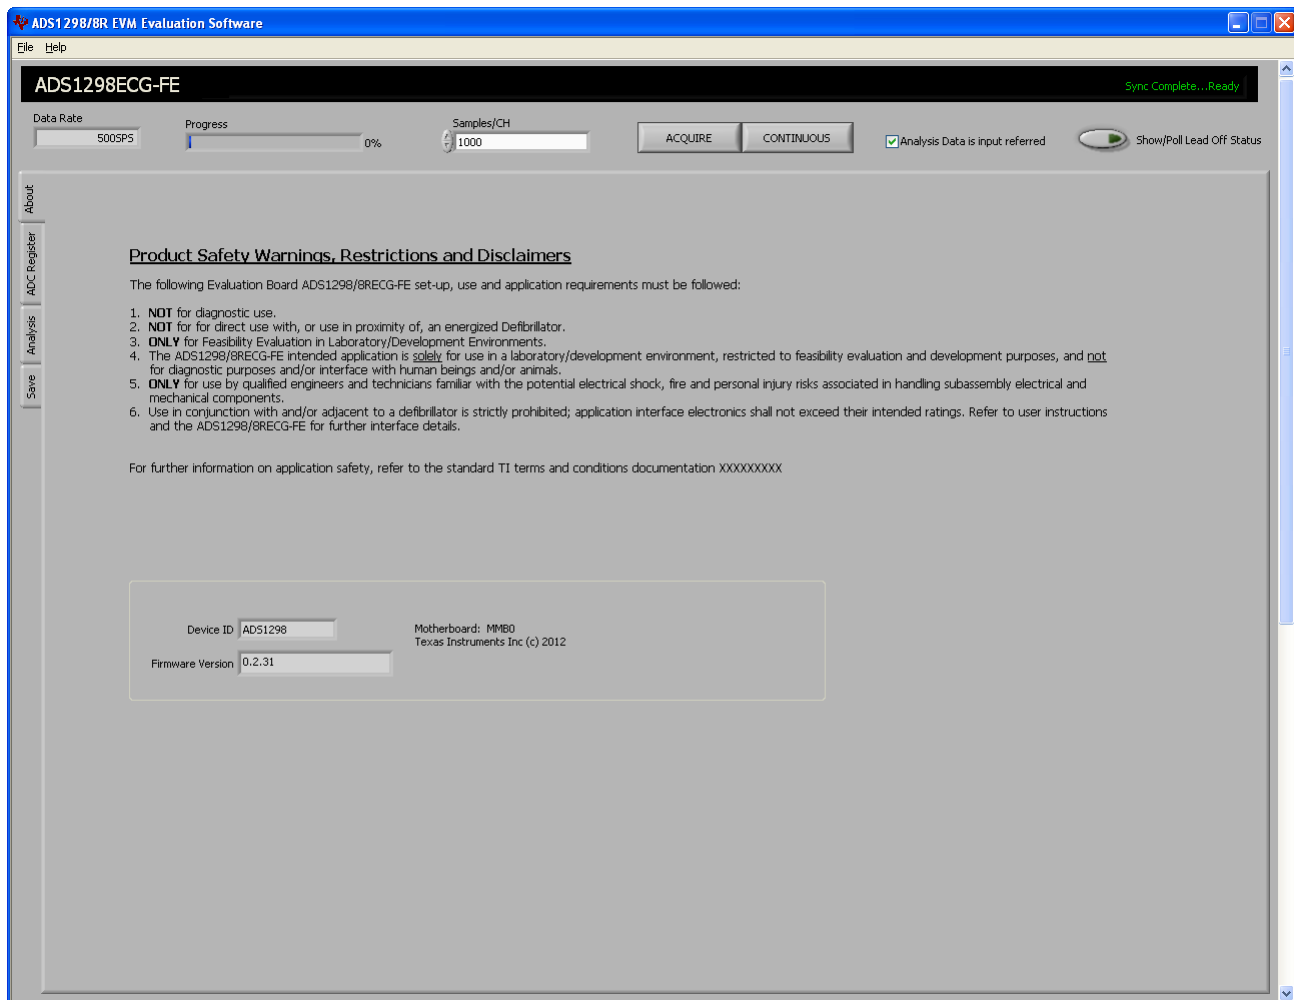 ADS1298/8R EVM Evaluation Software
File Help
ADS1298ECG-FE
Sync Complete...Ready
Data Rate
500SPS
Progress
0%
Samples/CH
1000
ACQUIRE
CONTINUOUS
Analysis Data is input referred
Show/Poll Lead Off Status
About
ADC Register
Analysis
Save
Product Safety Warnings, Restrictions and Disclaimers
The following Evaluation Board ADS1298/8RECG-FE set-up, use and application requirements must be followed:
1. NOT for diagnostic use.
2. NOT for for direct use with, or use in proximity of, an energized Defibrillator.
3. ONLY for Feasibility Evaluation in Laboratory/Development Environments.
4. The ADS1298/8RECG-FE intended application is solely for use in a laboratory/development environment, restricted to feasibility evaluation and development purposes, and not
for diagnostic purposes and/or interface with human beings and/or animals.
5. ONLY for use by qualified engineers and technicians familiar with the potential electrical shock, fire and personal injury risks associated in handling subassembly electrical and
mechanical components.
6. Use in conjunction with and/or adjacent to a defibrillator is strictly prohibited; application interface electronics shall not exceed their intended ratings. Refer to user instructions
and the ADS1298/8RECG-FE for further interface details.
For further information on application safety, refer to the standard TI terms and conditions documentation XXXXXXXXX
Device ID
ADS1298
Motherboard: MMB0
Texas Instruments Inc (c) 2012
Firmware Version
0.2.31